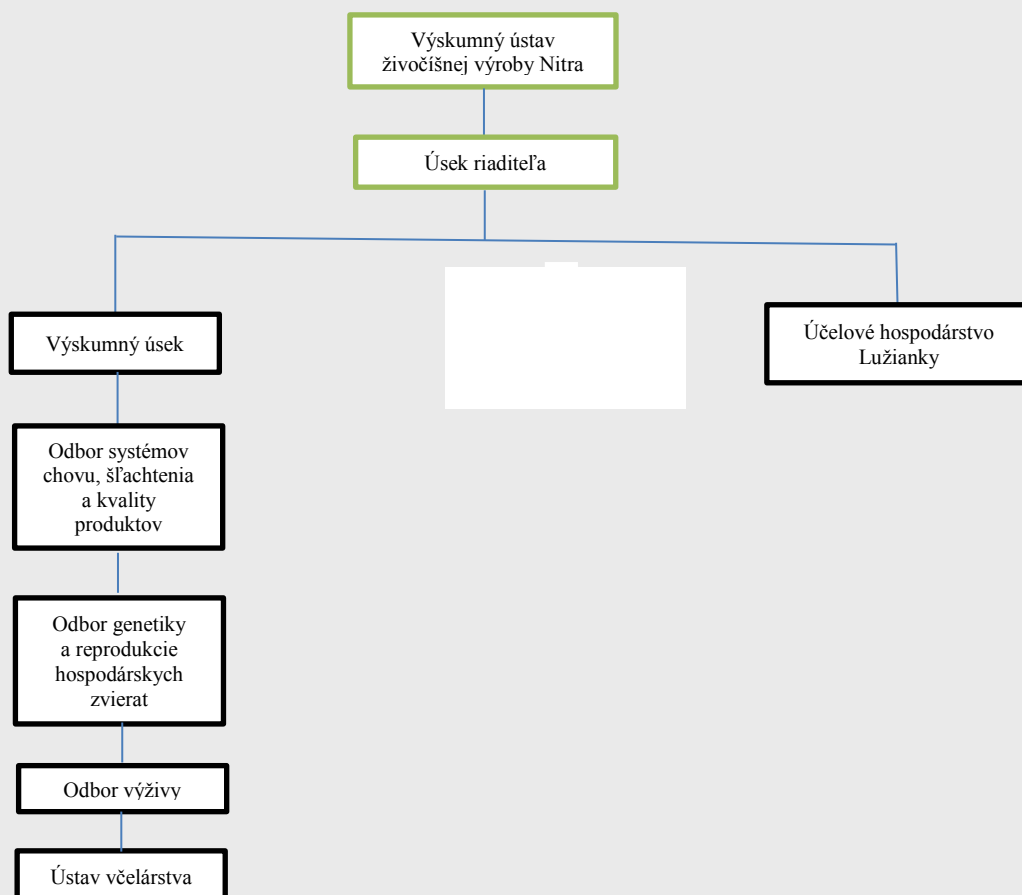 Výskumný ústav
živočíšnej výroby Nitra
Úsek riaditeľa
Výskumný úsek
Účelové hospodárstvo
Lužianky
Odbor systémov
chovu, šľachtenia
a kvality
produktov
Odbor genetiky
a reprodukcie
hospodárskych
zvierat
Odbor výživy
Ústav včelárstva